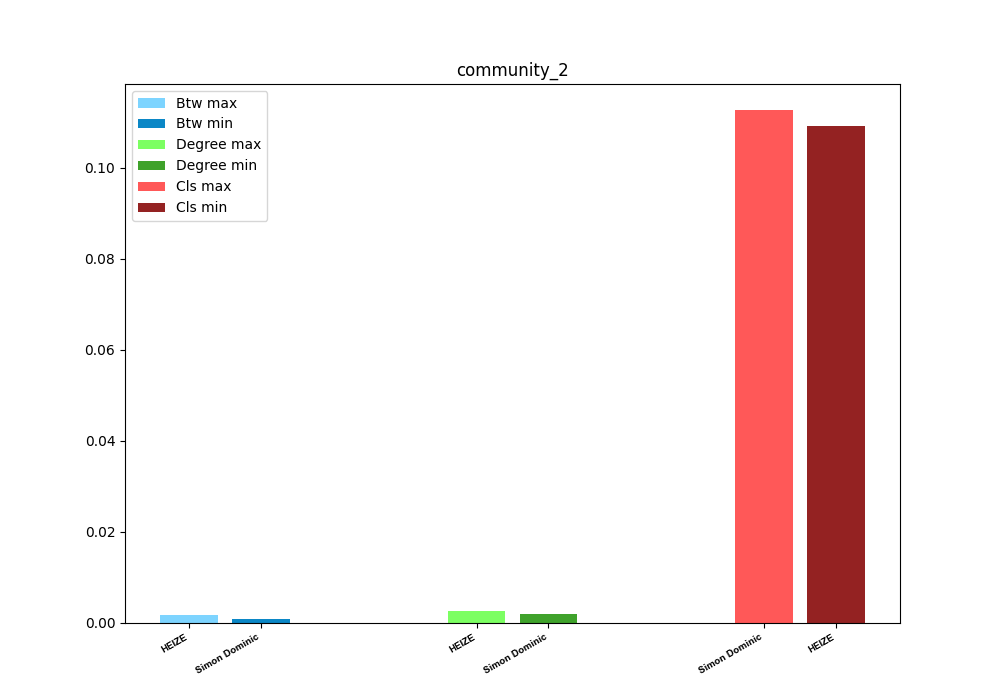 community_2
Btw max
Btw min
Degree max
Degree min
Cls max
Cls min
0.10
0.08
0.06
0.04
0.02
0.00
HEIZE
Simon Dominic
HEIZE
Simon Dominic
Simon Dominic
HEIZE